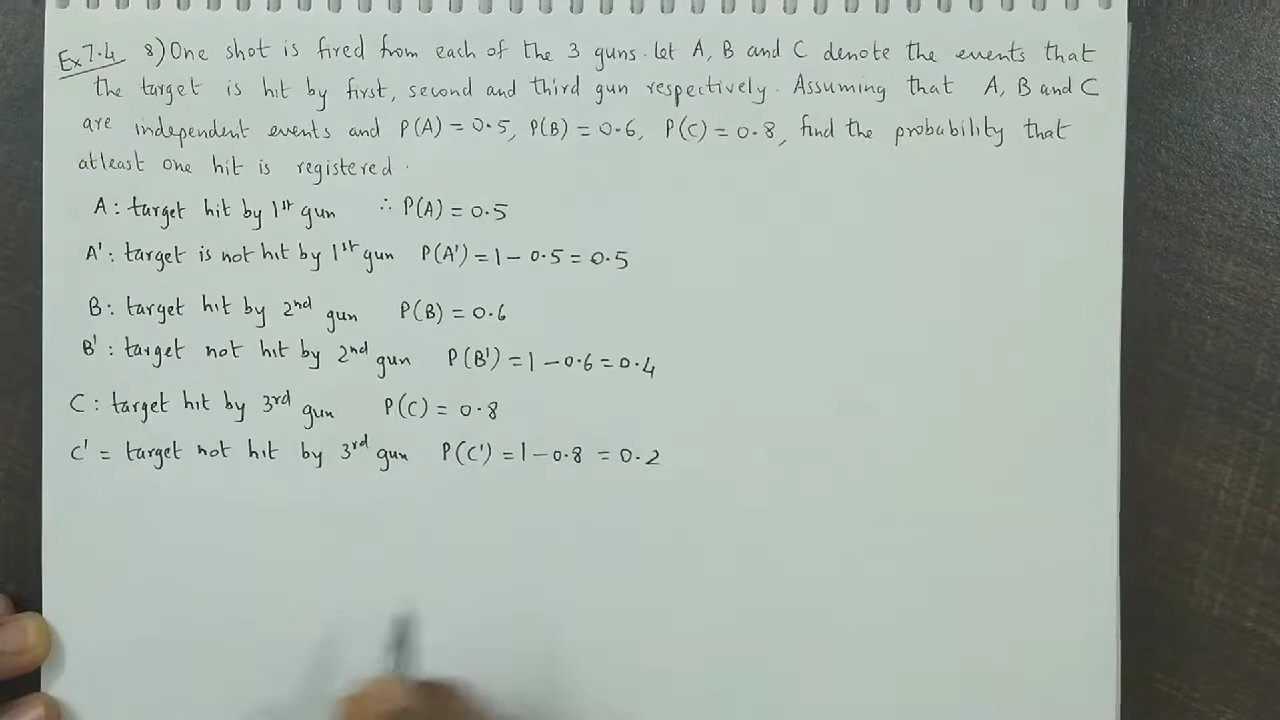 Ex 7.4 8) One shot is fired from each of the 3 guns. let A, B and C denote the events that
the target is hit by first, second and third gun respectively. Assuming that A, B and C
are independent events and P(A) = 0.5, P(B) = 0.6, P(C) = 0.8, find the probability that
atleast one hit is registered.
A: target hit by 1st gun ∴ P(A) = 0.5
A': target is not hit by 1st gun P(A') = 1 - 0.5 = 0.5
B: target hit by 2nd gun P(B) = 0.6
B': target not hit by 2nd gun P(B') = 1 - 0.6 = 0.4
C: target hit by 3rd gun P(C) = 0.8
C' = target not hit by 3rd gun P(C') = 1 - 0.8 = 0.2